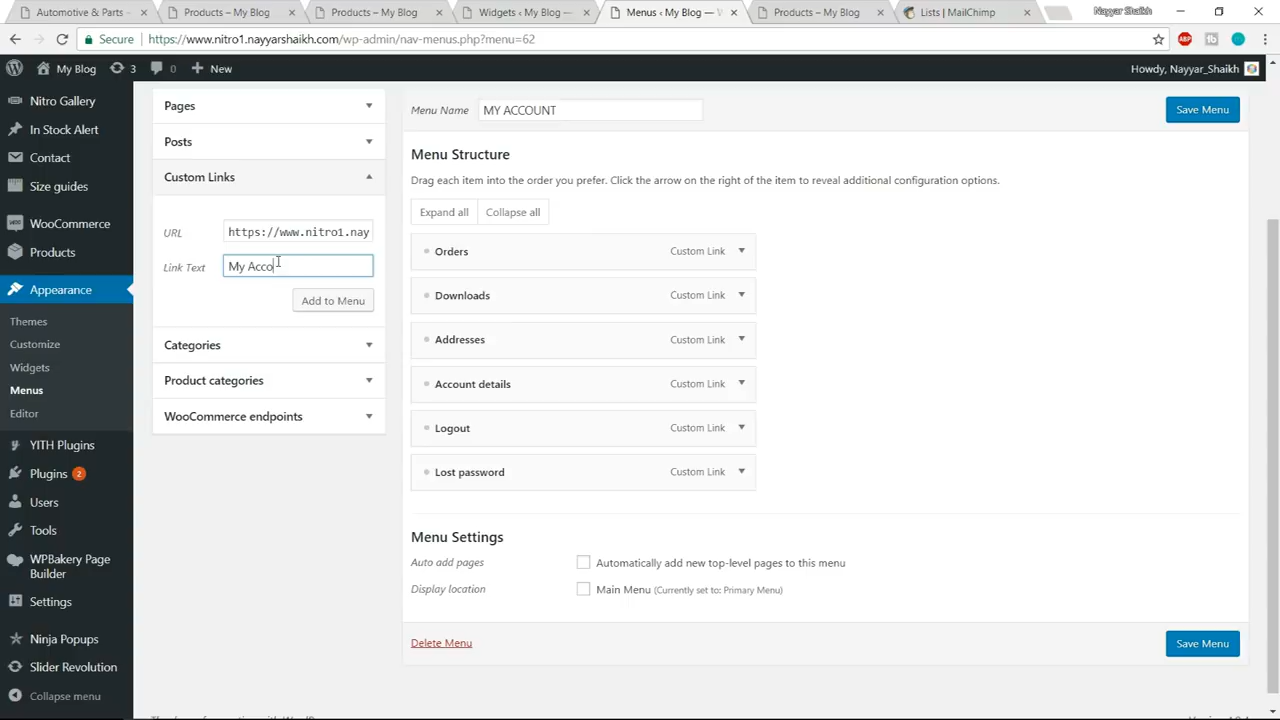 Automotive & Parts -
Products – My Blog
Products – My Blog
Widgets ‹ My Blog —
Menus ‹ My Blog — W
Products – My Blog
Lists | MailChimp
Nayyar Shaikh
Secure https://www.nitro1.nayyarshaikh.com/wp-admin/nav-menus.php?menu=62
My Blog 3 0 + New
Howdy, Nayyar_Shaikh
Nitro Gallery
In Stock Alert
Contact
Size guides
WooCommerce
Products
Appearance
Themes
Customize
Widgets
Menus
Editor
YITH Plugins
Plugins 2
Users
Tools
WPBakery Page
Builder
Settings
Ninja Popups
Slider Revolution
Collapse menu
Pages
Posts
Custom Links
URL https://www.nitro1.nay
Link Text My Acco
Add to Menu
Categories
Product categories
WooCommerce endpoints
Menu Name MY ACCOUNT
Save Menu
Menu Structure
Drag each item into the order you prefer. Click the arrow on the right of the item to reveal additional configuration options.
Expand all Collapse all
Orders Custom Link
Downloads Custom Link
Addresses Custom Link
Account details Custom Link
Logout Custom Link
Lost password Custom Link
Menu Settings
Auto add pages Automatically add new top-level pages to this menu
Display location Main Menu (Currently set to: Primary Menu)
Delete Menu
Save Menu